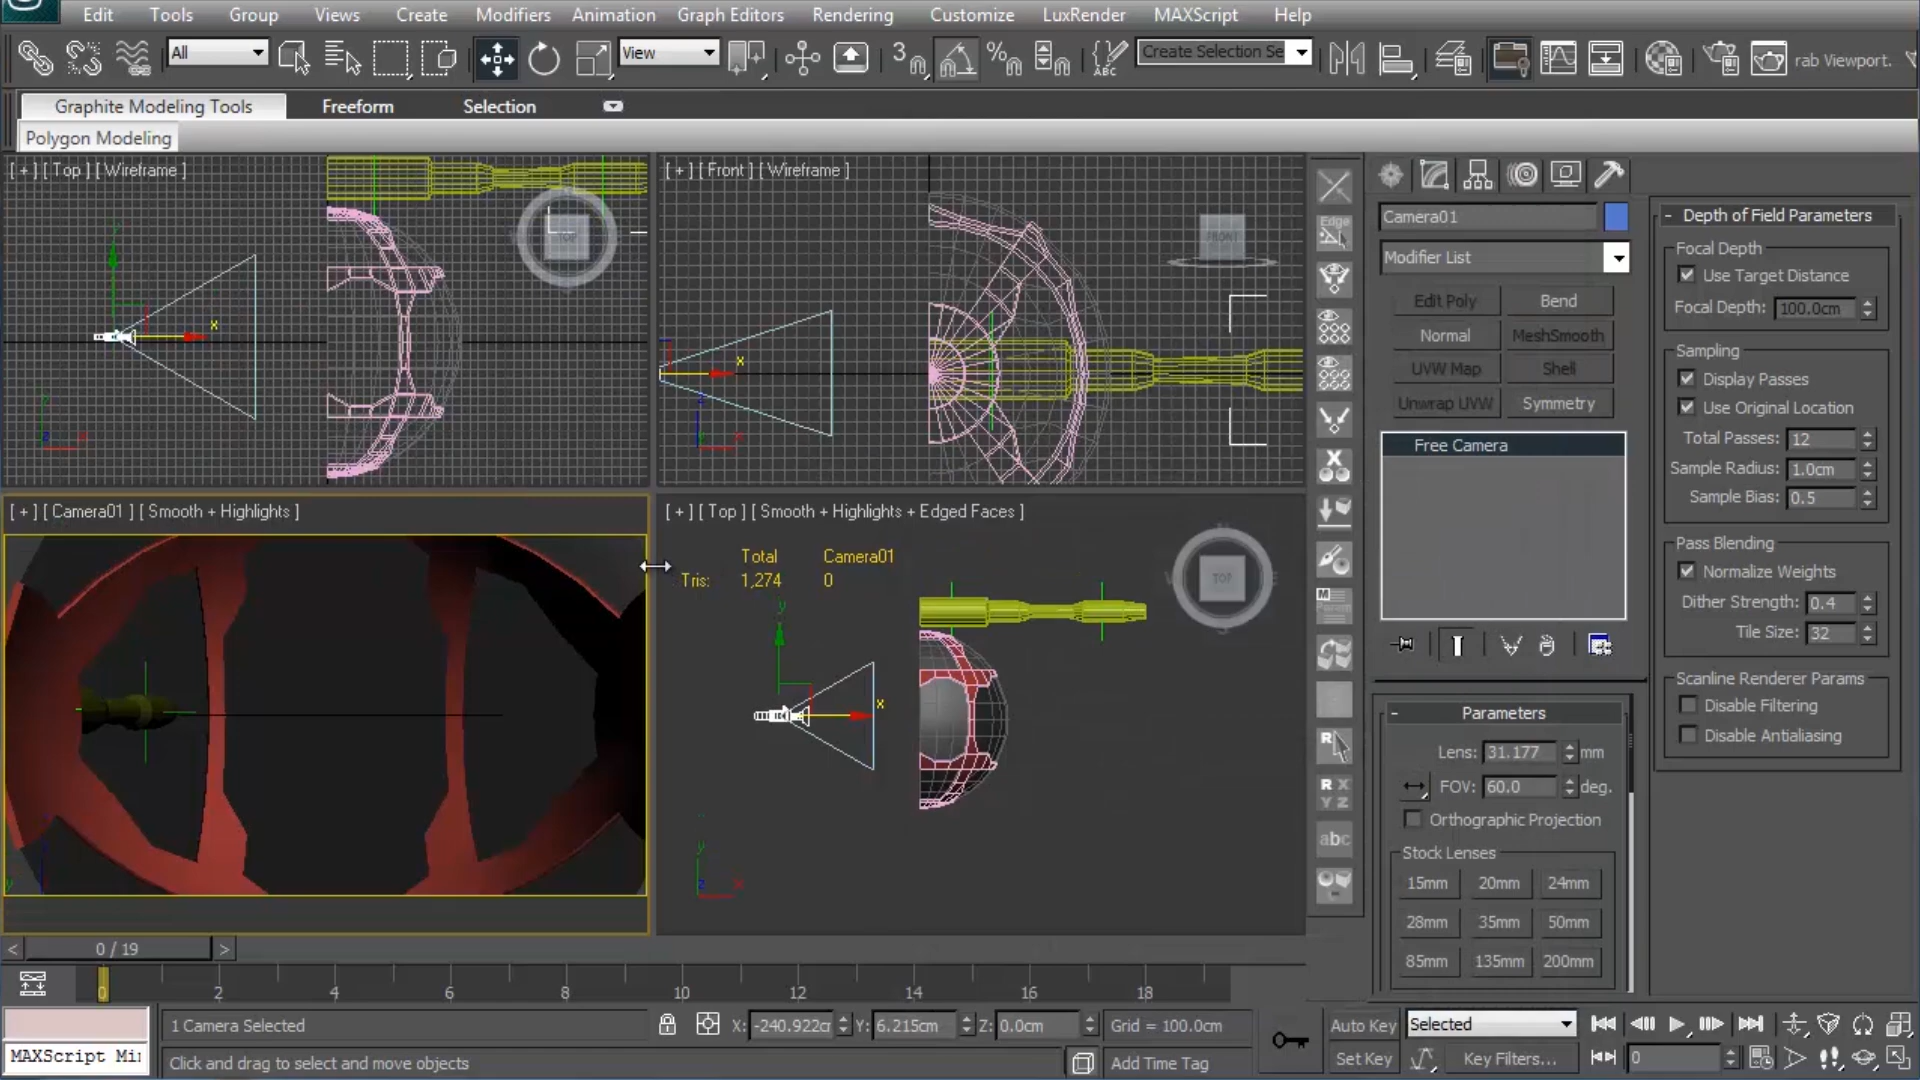 Edit Tools Group Views Create Modifiers Animation Graph Editors Rendering Customize LuxRender MAXScript Help
All View 3 Create Selection Se rab Viewport.
Graphite Modeling Tools Freeform Selection
Polygon Modeling
[ + ] [ Top ] [ Wireframe ]
[ + ] [ Front ] [ Wireframe ]
TOP
FRONT
x
x
y
[ + ] [ Camera01 ] [ Smooth + Highlights ]
[ + ] [ Top ] [ Smooth + Highlights + Edged Faces ]
Total Camera01
Tris: 1,274 0
TOP
y
x
y
z
Edge
R
R X
Y Z
abc
Camera01
Modifier List
Edit Poly Bend
Normal MeshSmooth
UVW Map Shell
Unwrap UVW Symmetry
Free Camera
- Parameters
Lens: 31.177 mm
FOV: 60.0 deg.
Orthographic Projection
Stock Lenses
15mm 20mm 24mm
28mm 35mm 50mm
85mm 135mm 200mm
- Depth of Field Parameters
Focal Depth
Use Target Distance
Focal Depth: 100.0cm
Sampling
Display Passes
Use Original Location
Total Passes: 12
Sample Radius: 1.0cm
Sample Bias: 0.5
Pass Blending
Normalize Weights
Dither Strength: 0.4
Tile Size: 32
Scanline Renderer Params
Disable Filtering
Disable Antialiasing
< 0 / 19 >
0 2 4 6 8 10 12 14 16 18
1 Camera Selected X: -240.922cr Y: 6.215cm Z: 0.0cm Grid = 100.0cm Auto Key Selected
MAXScript Mi Click and drag to select and move objects Add Time Tag Set Key Key Filters... 0